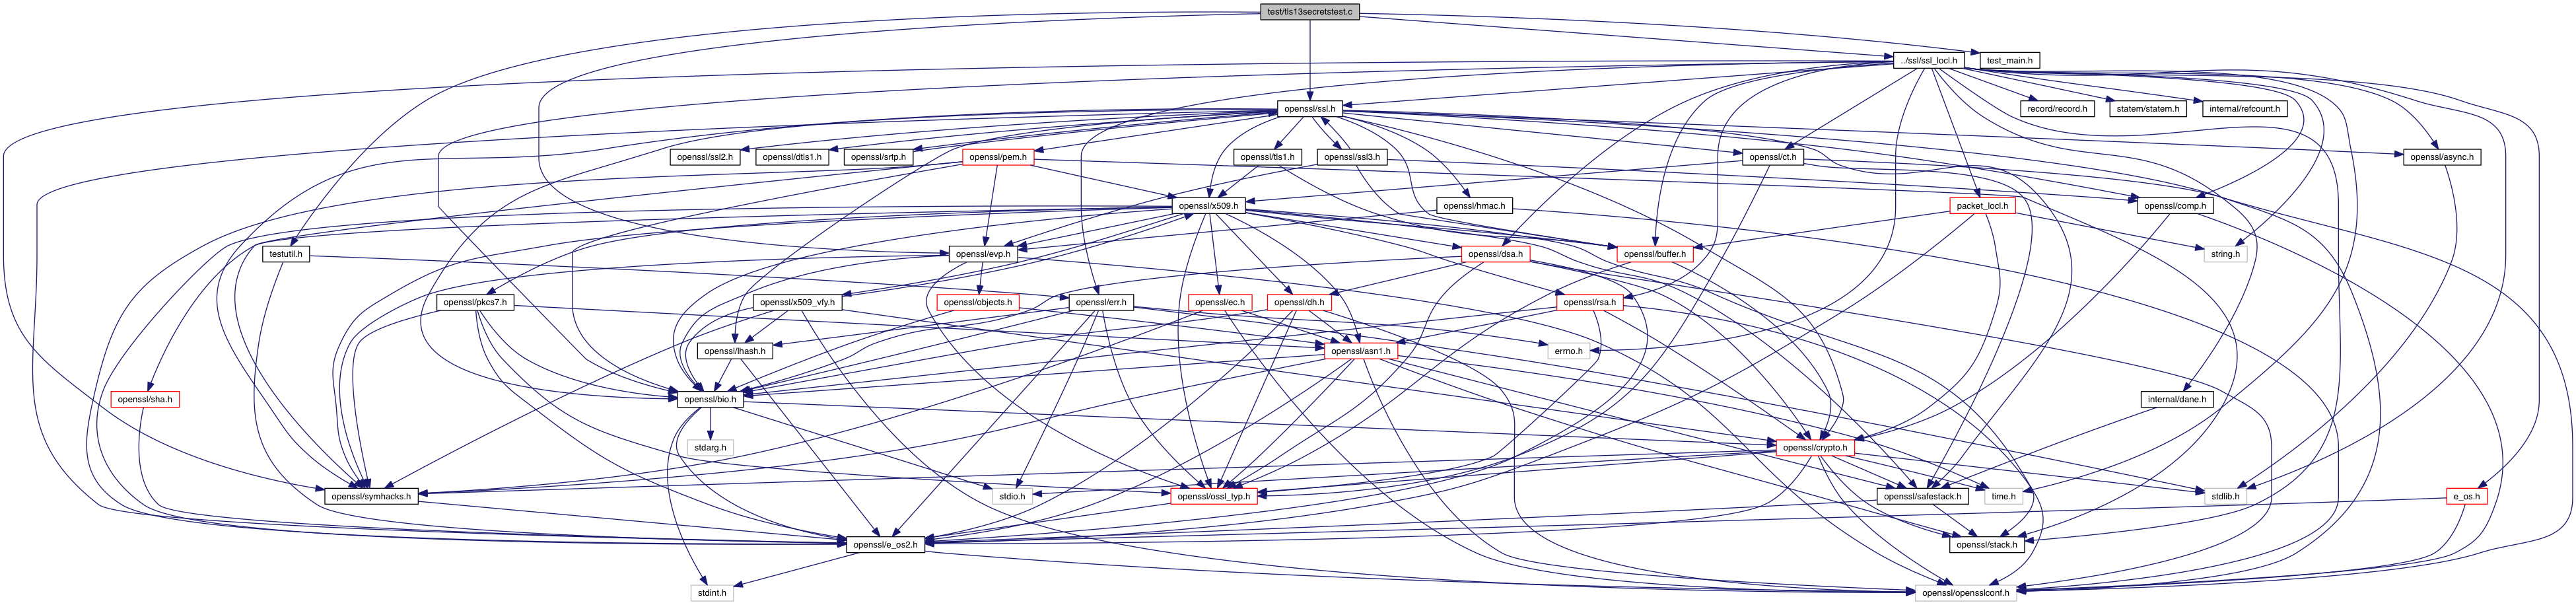 test/tls13secretstest.c
../ssl/ssl_locl.h
test_main.h
openssl/ssl.h
record/record.h
statem/statem.h
internal/refcount.h
openssl/ssl2.h
openssl/dtls1.h
openssl/srtp.h
openssl/pem.h
openssl/tls1.h
openssl/ssl3.h
openssl/ct.h
openssl/async.h
openssl/x509.h
openssl/hmac.h
packet_locl.h
openssl/comp.h
testutil.h
openssl/evp.h
openssl/dsa.h
openssl/buffer.h
string.h
openssl/pkcs7.h
openssl/x509_vfy.h
openssl/objects.h
openssl/err.h
openssl/ec.h
openssl/dh.h
openssl/rsa.h
openssl/lhash.h
openssl/asn1.h
errno.h
openssl/sha.h
openssl/bio.h
internal/dane.h
stdarg.h
openssl/crypto.h
openssl/symhacks.h
stdio.h
openssl/ossl_typ.h
openssl/safestack.h
time.h
stdlib.h
e_os.h
openssl/e_os2.h
openssl/stack.h
stdint.h
openssl/opensslconf.h